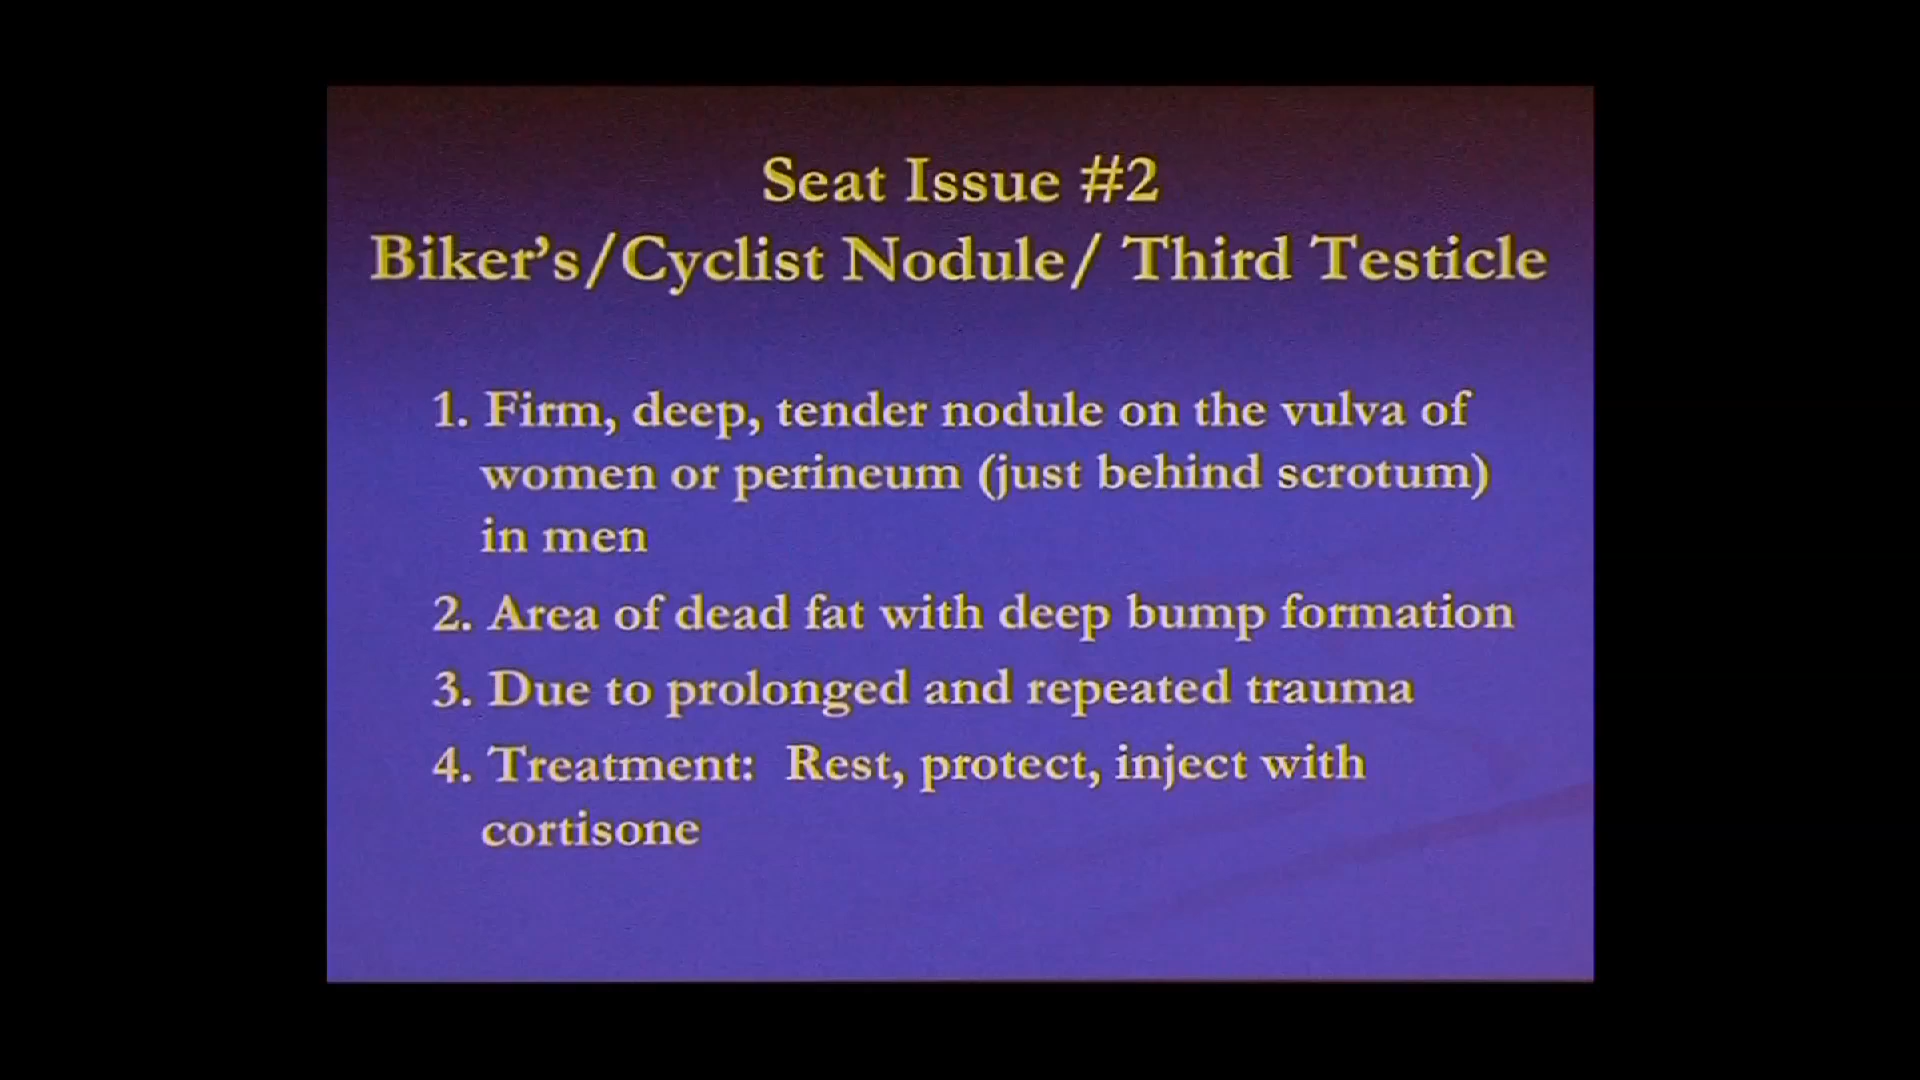 Seat Issue #2
Biker's/Cyclist Nodule/ Third Testicle
1. Firm, deep, tender nodule on the vulva of
women or perineum (just behind scrotum)
in men
2. Area of dead fat with deep bump formation
3. Due to prolonged and repeated trauma
4. Treatment:  Rest, protect, inject with
cortisone